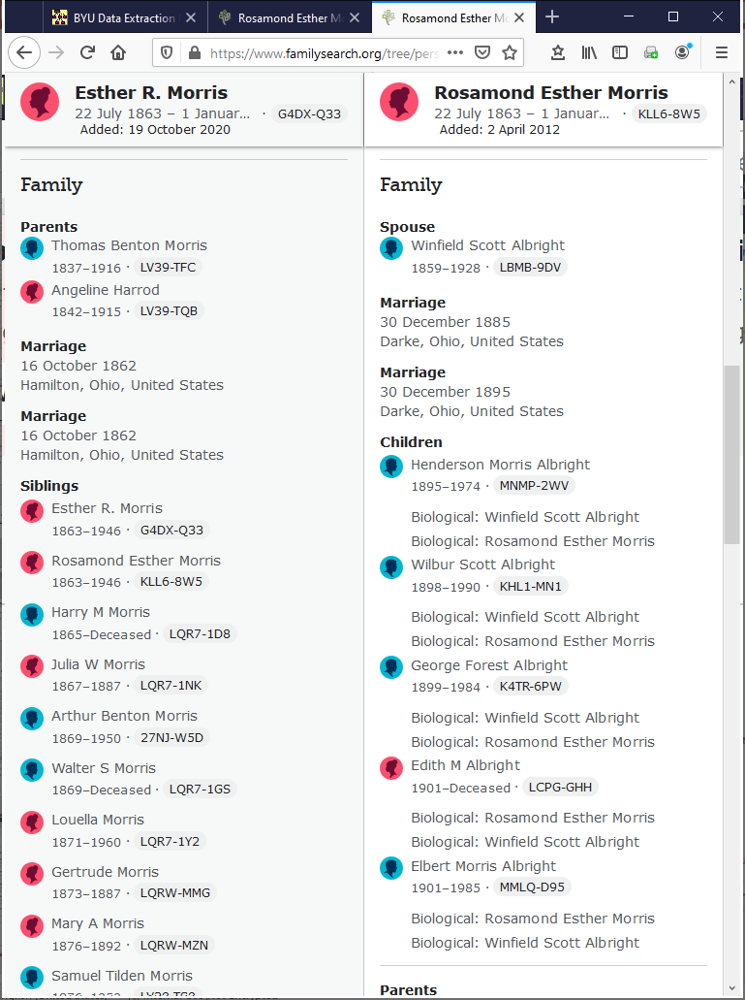 BYU Data Extraction
Rosamond Esther Mo
Rosamond Esther Mo
https://www.familysearch.org/tree/pers
Esther R. Morris
22 July 1863 – 1 Januar... · G4DX-Q33
Added: 19 October 2020
Family
Parents
Thomas Benton Morris
1837–1916 · LV39-TFC
Angeline Harrod
1842–1915 · LV39-TQB
Marriage
16 October 1862
Hamilton, Ohio, United States
Marriage
16 October 1862
Hamilton, Ohio, United States
Siblings
Esther R. Morris
1863–1946 · G4DX-Q33
Rosamond Esther Morris
1863–1946 · KLL6-8W5
Harry M Morris
1865–Deceased · LQR7-1D8
Julia W Morris
1867–1887 · LQR7-1NK
Arthur Benton Morris
1869–1950 · 27NJ-W5D
Walter S Morris
1869–Deceased · LQR7-1GS
Louella Morris
1871–1960 · LQR7-1Y2
Gertrude Morris
1873–1887 · LQRW-MMG
Mary A Morris
1876–1892 · LQRW-MZN
Samuel Tilden Morris
Rosamond Esther Morris
22 July 1863 – 1 Januar... · KLL6-8W5
Added: 2 April 2012
Family
Spouse
Winfield Scott Albright
1859–1928 · LBMB-9DV
Marriage
30 December 1885
Darke, Ohio, United States
Marriage
30 December 1895
Darke, Ohio, United States
Children
Henderson Morris Albright
1895–1974 · MNMP-2WV
Biological: Winfield Scott Albright
Biological: Rosamond Esther Morris
Wilbur Scott Albright
1898–1990 · KHL1-MN1
Biological: Winfield Scott Albright
Biological: Rosamond Esther Morris
George Forest Albright
1899–1984 · K4TR-6PW
Biological: Winfield Scott Albright
Biological: Rosamond Esther Morris
Edith M Albright
1901–Deceased · LCPG-GHH
Biological: Rosamond Esther Morris
Biological: Winfield Scott Albright
Elbert Morris Albright
1901–1985 · MMLQ-D95
Biological: Rosamond Esther Morris
Biological: Winfield Scott Albright
Parents